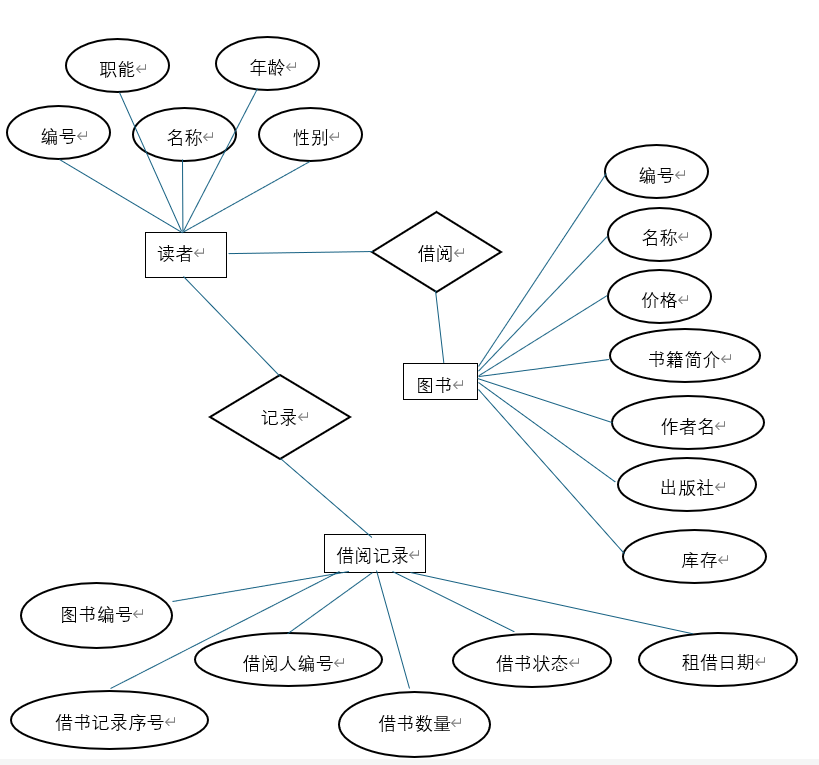 职能
年龄
编号
名称
性别
读者
借阅
编号
名称
价格
书籍简介
图书
作者名
记录
出版社
库存
借阅记录
图书编号
借阅人编号
借书状态
租借日期
借书记录序号
借书数量